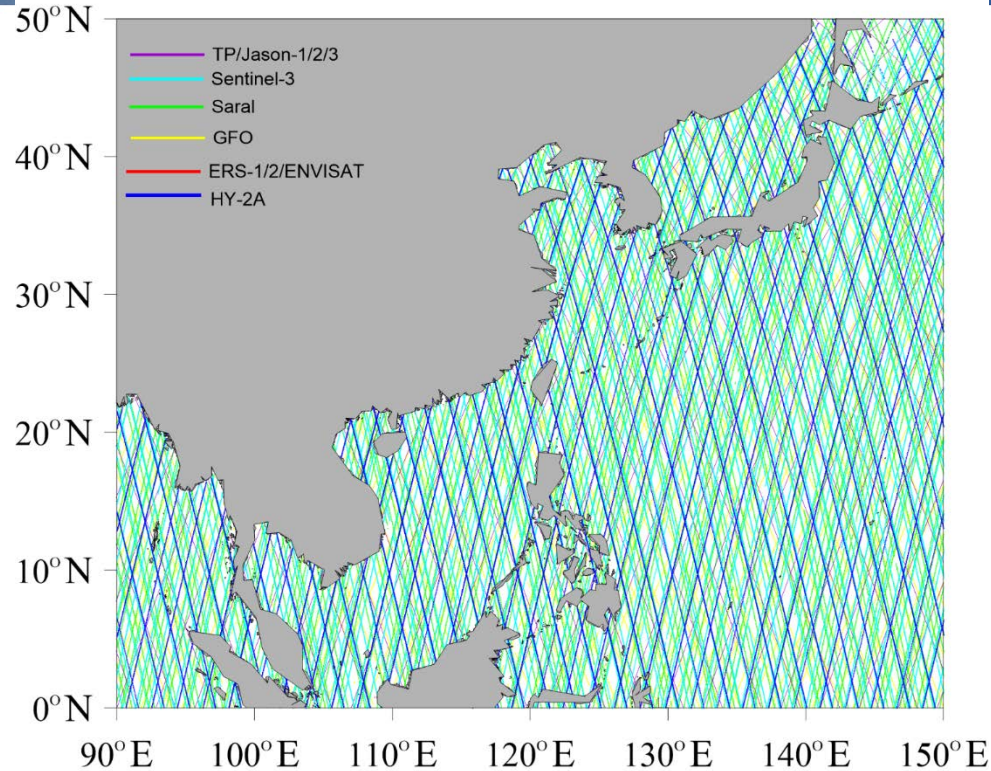 50°N
TP/Jason-1/2/3
Sentinel-3
Saral
GFO
ERS-1/2/ENVISAT
HY-2A
40°N
30°N
20°N
10°N
0°N
90°E 100°E 110°E 120°E 130°E 140°E 150°E